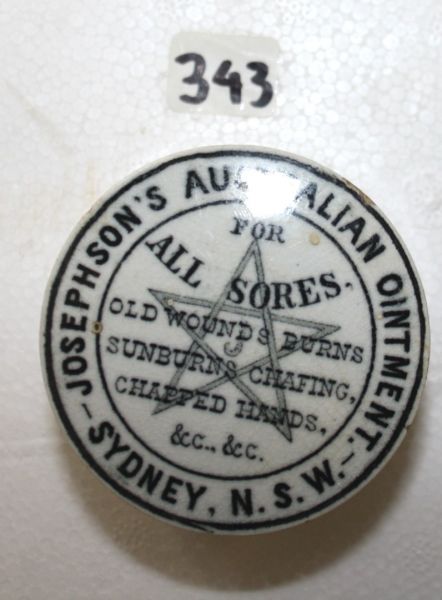 343
JOSEPHSON'S AUSTRALIAN OINTMENT.
FOR
ALL SORES.
OLD WOUNDS BURNS
SUNBURNS CHAFING,
CHAPPED HANDS,
&C., &C.
SYDNEY, N.S.W.